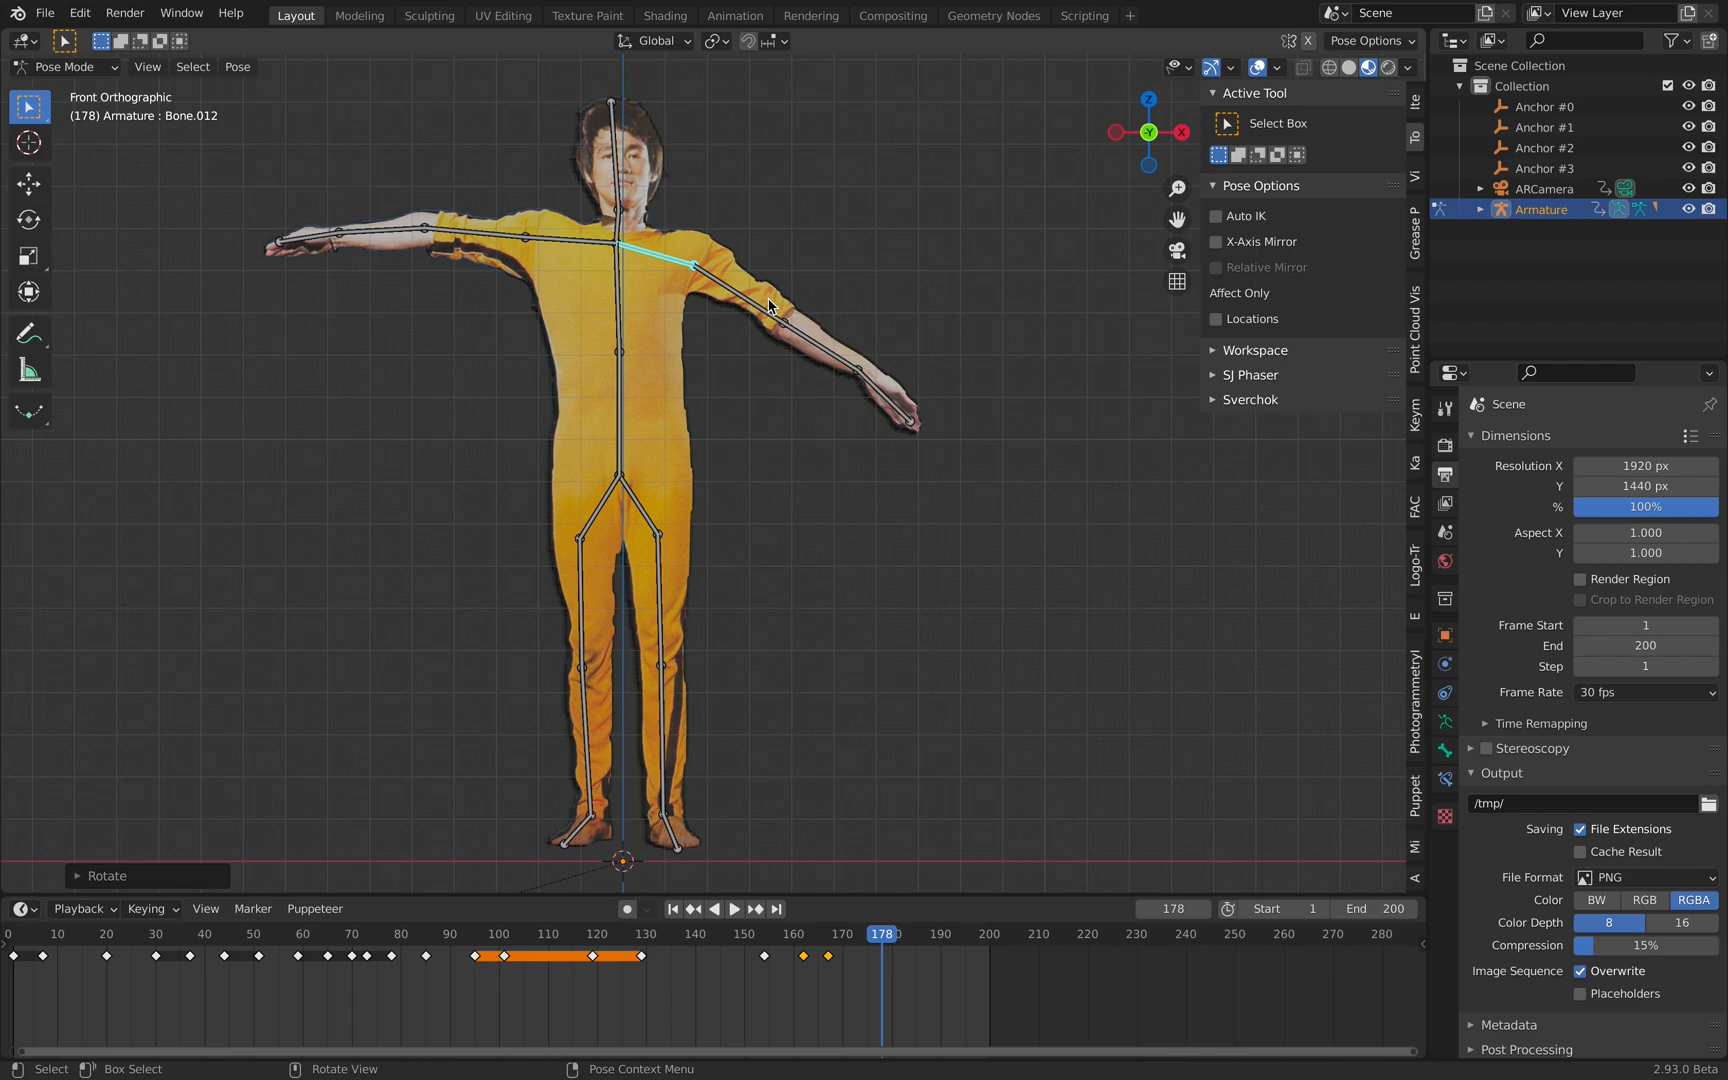 File Edit Render Window Help Layout Modeling Sculpting UV Editing Texture Paint Shading Animation Rendering Compositing Geometry Nodes Scripting + Scene View Layer
Global X Pose Options
Pose Mode View Select Pose
Front Orthographic
(178) Armature : Bone.012
Z
-Y X
Active Tool
Select Box
Pose Options
Auto IK
X-Axis Mirror
Relative Mirror
Affect Only
Locations
Workspace
SJ Phaser
Sverchok
Ite
To
Vi
Grease P
Point Cloud Vis
Keym
Ka
FAC
Logo-Tr
E
Photogrammetryl
Puppet
Mi
A
Scene Collection
Collection
Anchor #0
Anchor #1
Anchor #2
Anchor #3
ARCamera
Armature
Scene
Dimensions
Resolution X 1920 px
Y 1440 px
% 100%
Aspect X 1.000
Y 1.000
Render Region
Crop to Render Region
Frame Start 1
End 200
Step 1
Frame Rate 30 fps
Time Remapping
Stereoscopy
Output
/tmp/
Saving File Extensions
Cache Result
File Format PNG
Color BW RGB RGBA
Color Depth 8 16
Compression 15%
Image Sequence Overwrite
Placeholders
Metadata
Post Processing
Rotate
Playback Keying View Marker Puppeteer 178 Start 1 End 200
0 10 20 30 40 50 60 70 80 90 100 110 120 130 140 150 160 170 178 190 200 210 220 230 240 250 260 270 280
Select Box Select Rotate View Pose Context Menu 2.93.0 Beta